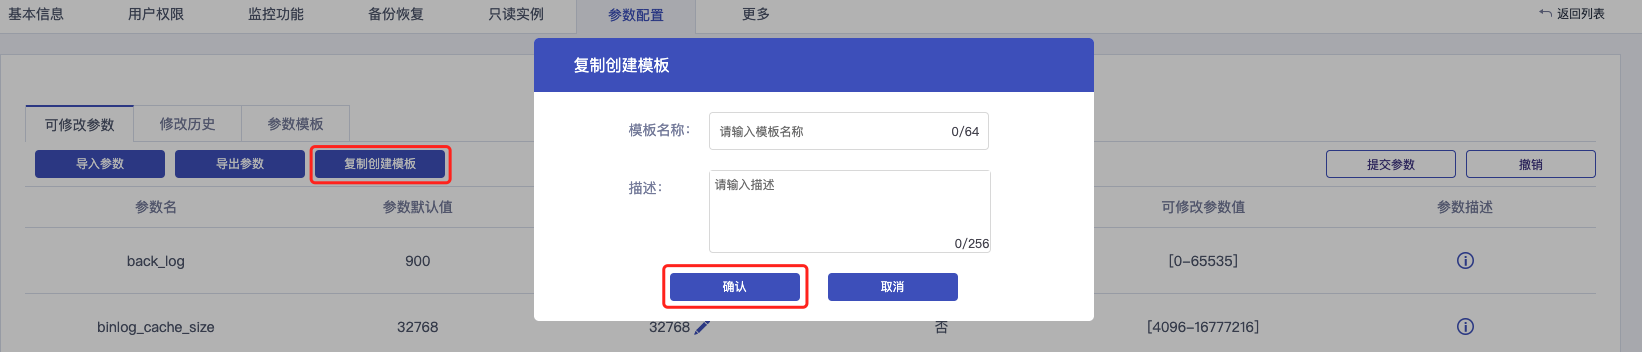 基本信息 用户权限 监控功能 备份恢复 只读实例 参数配置 更多 返回列表
复制创建模板
模板名称： 请输入模板名称 0/64
可修改参数 修改历史 参数模板
导入参数 导出参数 复制创建模板 提交参数 撤销
描述： 请输入描述
0/256
参数名 参数默认值 可修改参数值 参数描述
back_log 900 [0-65535]
确认 取消
binlog_cache_size 32768 32768 否 [4096-16777216]